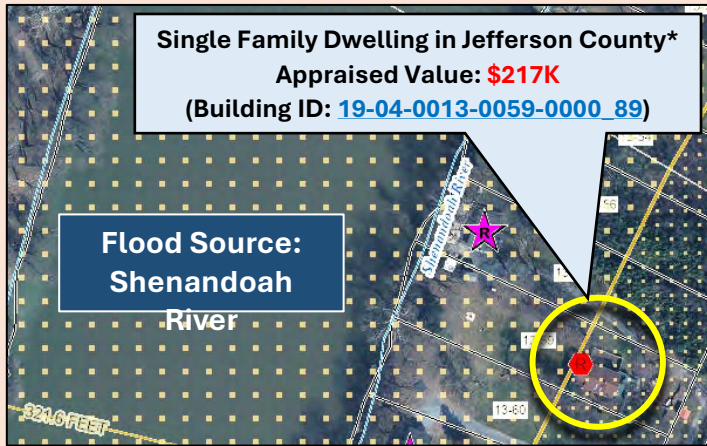 Single Family Dwelling in Jefferson County*
Appraised Value: $217K
(Building ID: 19-04-0013-0059-0000_89)
Flood Source:
Shenandoah
River
Shenandoah River
R
R
13-60
321.6 FEET